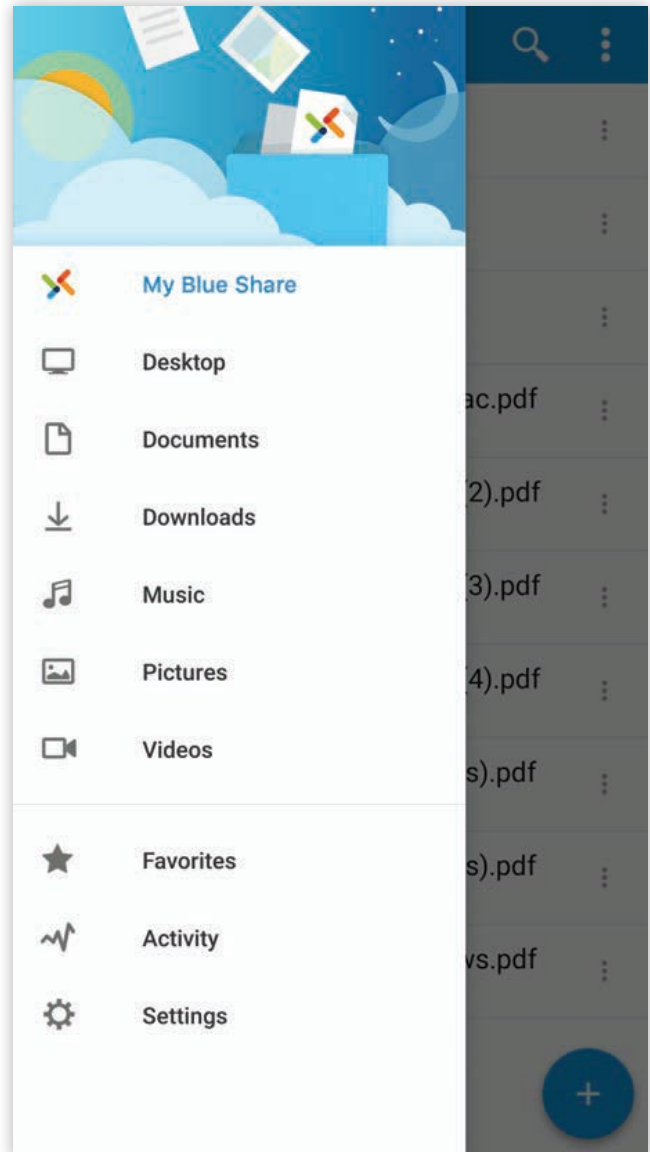 My Blue Share
Desktop
Documents
ac.pdf
Downloads
(2).pdf
Music
(3).pdf
Pictures
(4).pdf
Videos
s).pdf
Favorites
s).pdf
Activity
ws.pdf
Settings
+